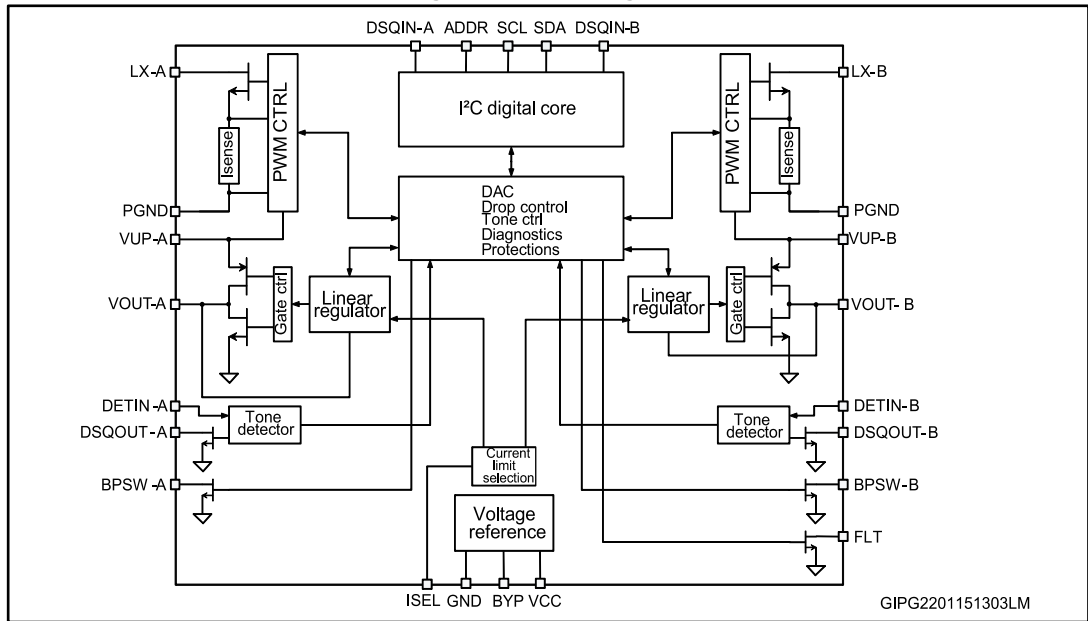 DSQIN-A ADDR SCL SDA DSQIN-B
LX-A
LX-B
I²C digital core
PWM CTRL
PWM CTRL
Isense
Isense
DAC
Drop control
Tone ctrl
Diagnostics
Protections
PGND
PGND
VUP-A
VUP-B
VOUT-A
VOUT- B
Gate ctrl
Linear
regulator
Linear
regulator
Gate ctrl
DETIN-A
DETIN-B
Tone
detector
Tone
detector
DSQOUT-A
DSQOUT-B
Current
limit
selection
BPSW-A
BPSW-B
Voltage
reference
FLT
ISEL GND BYP VCC
GIPG2201151303LM